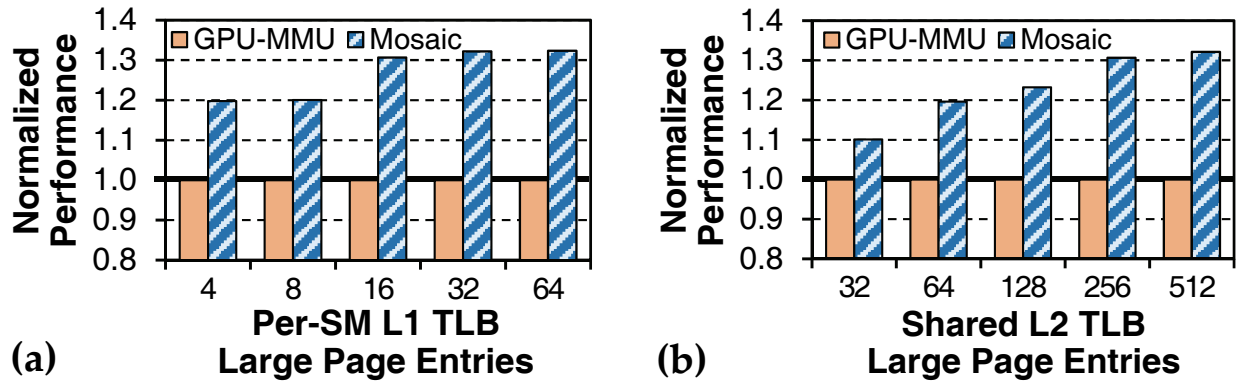 Normalized
Performance
1.4
1.3
1.2
1.1
1.0
0.9
0.8
GPU-MMU Mosaic
4 8 16 32 64
Per-SM L1 TLB
Large Page Entries
(a)
Normalized
Performance
1.4
1.3
1.2
1.1
1.0
0.9
0.8
GPU-MMU Mosaic
32 64 128 256 512
Shared L2 TLB
Large Page Entries
(b)